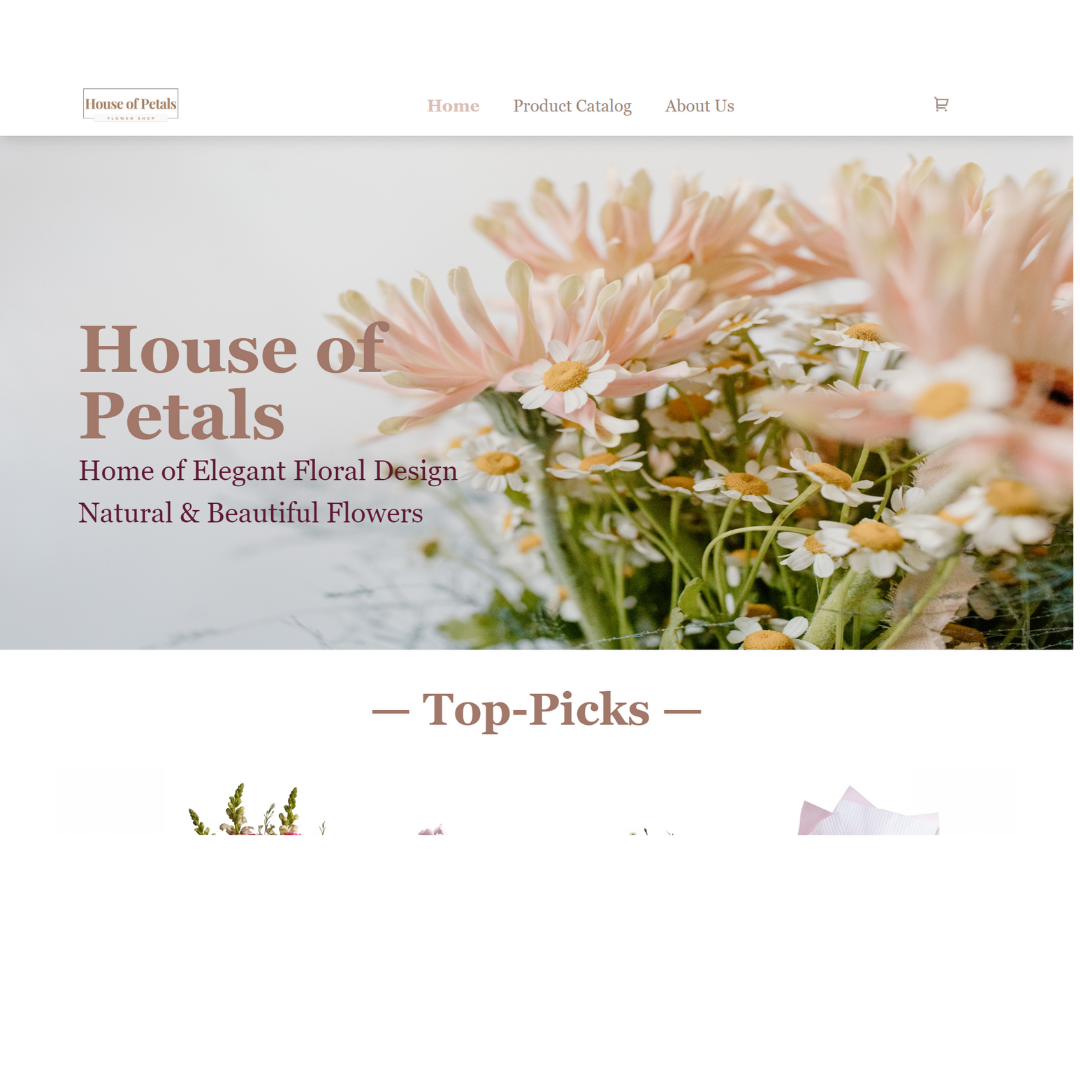 House of Petals
FLOWER SHOP
Home
Product Catalog
About Us
House of
Petals
Home of Elegant Floral Design
Natural & Beautiful Flowers
— Top-Picks —